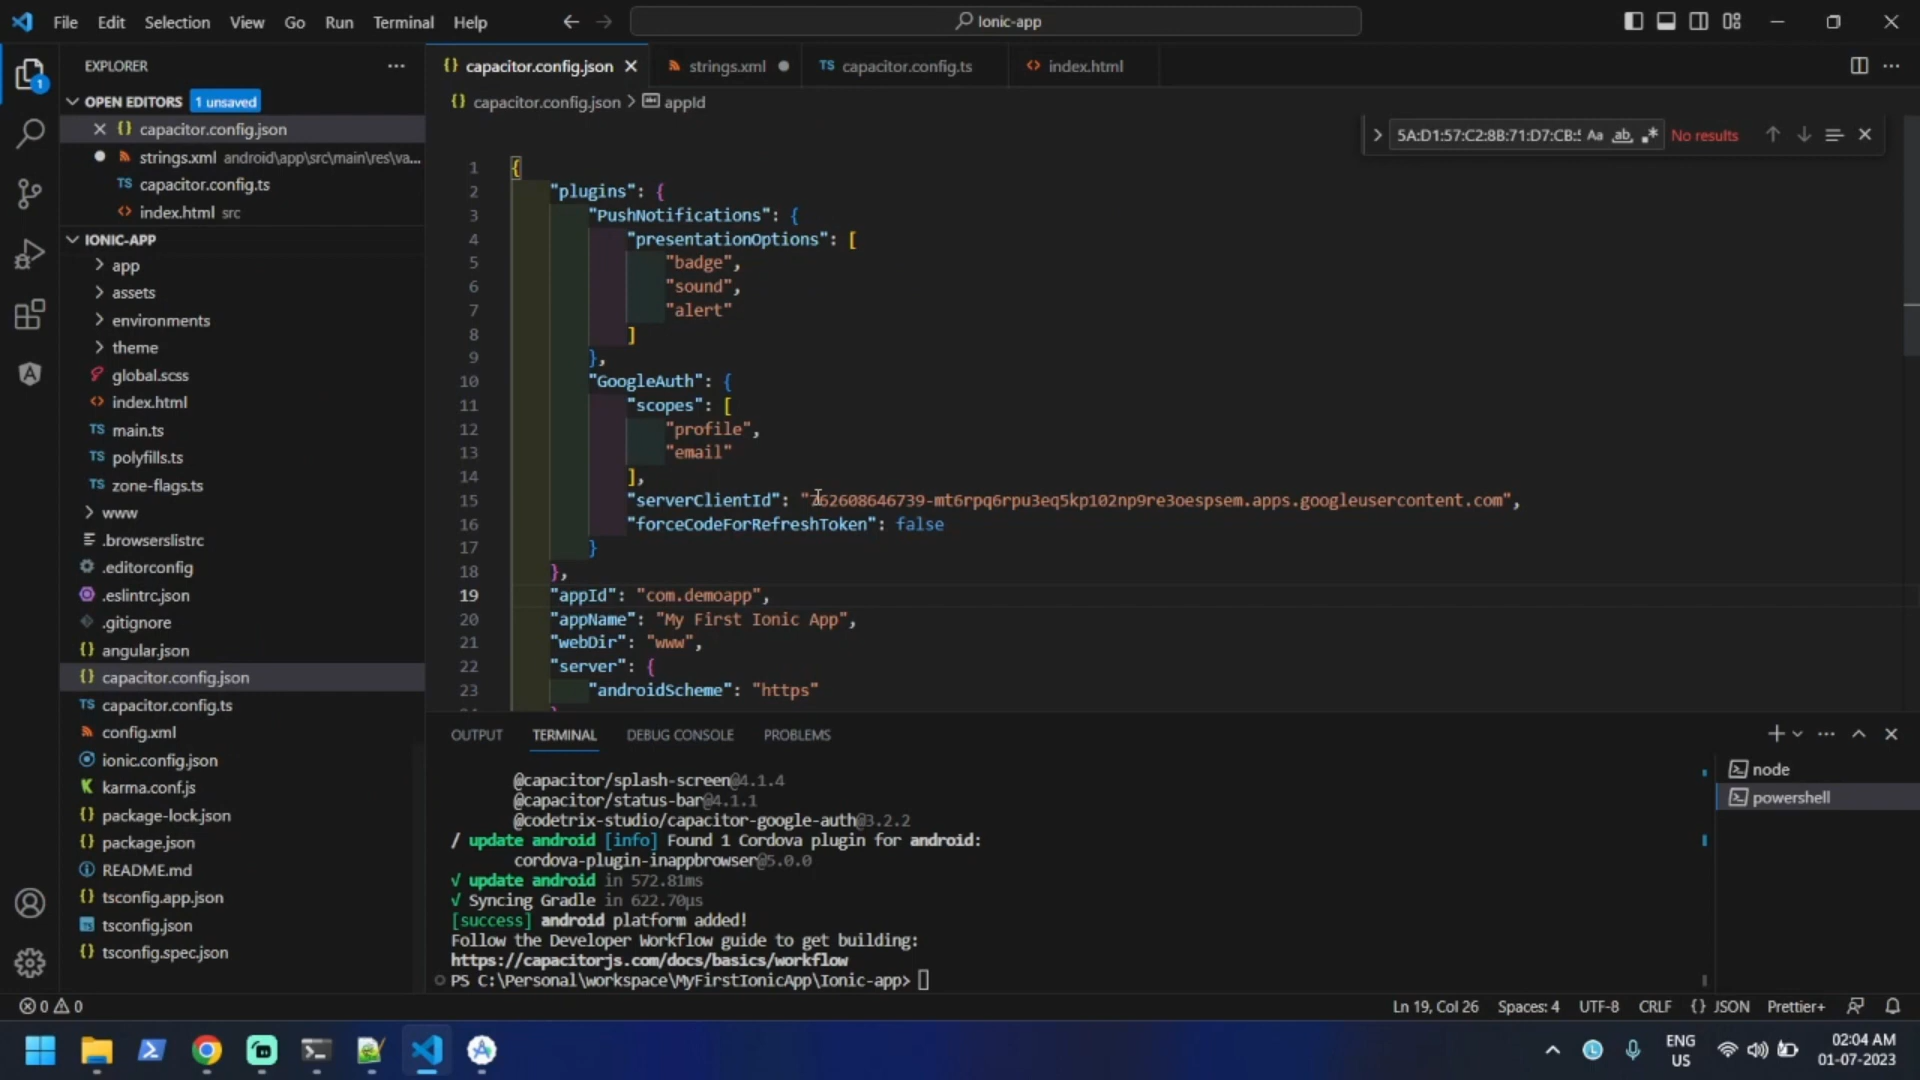 File Edit Selection View Go Run Terminal Help
Ionic-app
EXPLORER
OPEN EDITORS 1 unsaved
capacitor.config.json
strings.xml android\app\src\main\res\va...
capacitor.config.ts
index.html src
IONIC-APP
app
assets
environments
theme
global.scss
index.html
main.ts
polyfills.ts
zone-flags.ts
www
.browserslistrc
.editorconfig
.eslintrc.json
.gitignore
angular.json
capacitor.config.json
capacitor.config.ts
config.xml
ionic.config.json
karma.conf.js
package-lock.json
package.json
README.md
tsconfig.app.json
tsconfig.json
tsconfig.spec.json
capacitor.config.json strings.xml capacitor.config.ts index.html
capacitor.config.json > appId
5A:D1:57:C2:8B:71:D7:CB: No results
1 {
2 "plugins": {
3 "PushNotifications": {
4 "presentationOptions": [
5 "badge",
6 "sound",
7 "alert"
8 ]
9 },
10 "GoogleAuth": {
11 "scopes": [
12 "profile",
13 "email"
14 ],
15 "serverClientId": "762608646739-mt6rpq6rpu3eq5kp102np9re3oespsem.apps.googleusercontent.com",
16 "forceCodeForRefreshToken": false
17 }
18 },
19 "appId": "com.demoapp",
20 "appName": "My First Ionic App",
21 "webDir": "www",
22 "server": {
23 "androidScheme": "https"
OUTPUT TERMINAL DEBUG CONSOLE PROBLEMS
@capacitor/splash-screen@4.1.4
@capacitor/status-bar@4.1.1
@codetrix-studio/capacitor-google-auth@3.2.2
/ update android [info] Found 1 Cordova plugin for android:
cordova-plugin-inappbrowser@5.0.0
√ update android in 572.81ms
√ Syncing Gradle in 622.70μs
[success] android platform added!
Follow the Developer Workflow guide to get building:
https://capacitorjs.com/docs/basics/workflow
PS C:\Personal\workspace\MyFirstIonicApp\Ionic-app>
node
powershell
0 0 Ln 19, Col 26 Spaces: 4 UTF-8 CRLF {} JSON Prettier+
ENG
US
02:04 AM
01-07-2023